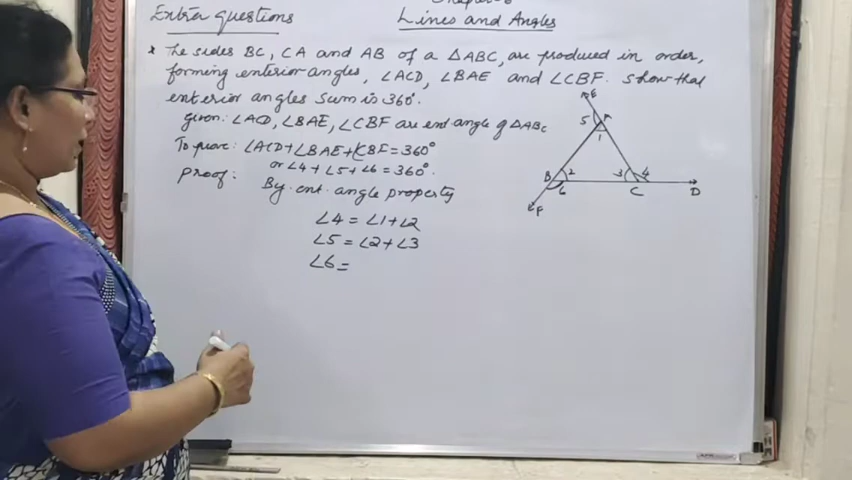 Extra questions
Lines and Angles
* The sides BC, CA and AB of a △ABC, are produced in order,
forming exterior angles, ∠ACD, ∠BAE and ∠CBF. Show that
exterior angles sum is 360°.
given: ∠ACD, ∠BAE, ∠CBF are ext angle of △ABC
To prove: ∠ACD+∠BAE+∠CBF=360°
or ∠4+∠5+∠6=360°.
Proof: By ext. angle property
∠4 = ∠1+∠2
∠5 = ∠2+∠3
∠6 =
E
5 A
1
B 2 3 4
6 C D
F